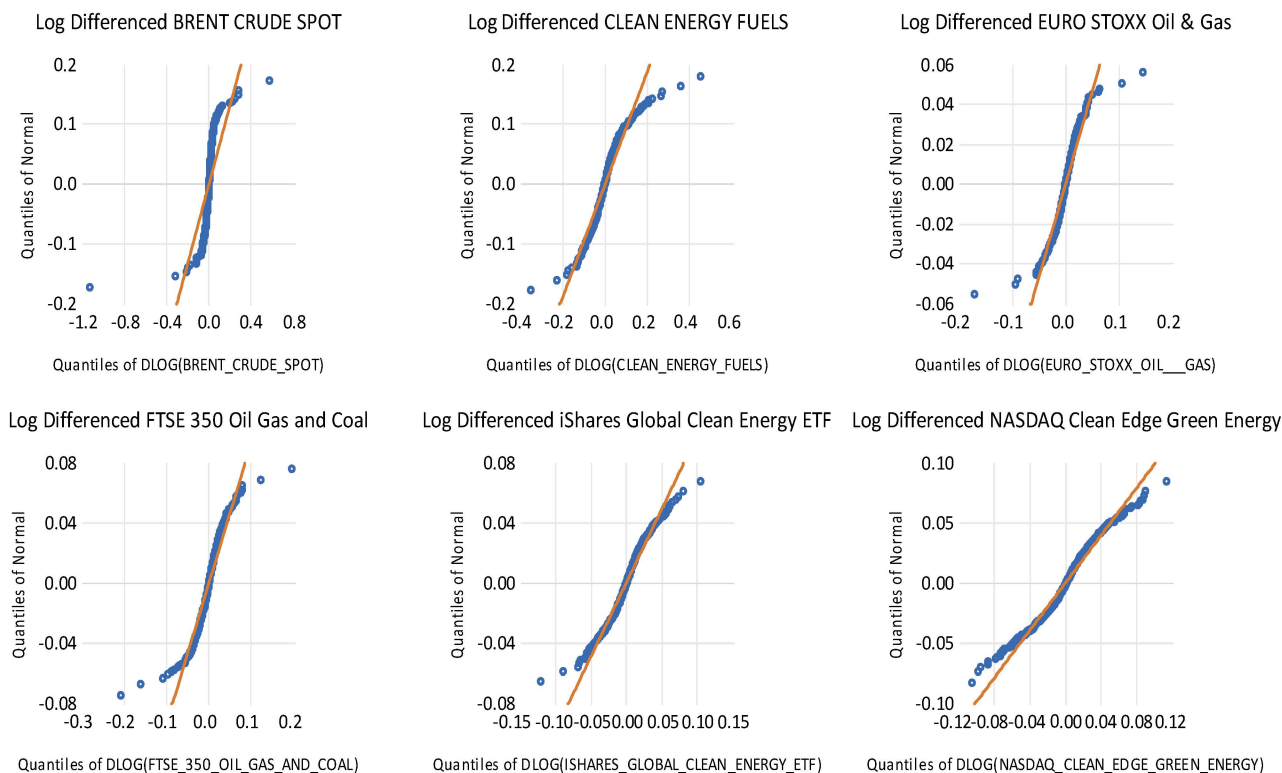 Log Differenced BRENT CRUDE SPOT
0.2
0.1
0.0
-0.1
-0.2
-1.2 -0.8 -0.4 0.0 0.4 0.8
Quantiles of Normal
Quantiles of DLOG(BRENT_CRUDE_SPOT)
Log Differenced CLEAN ENERGY FUELS
0.2
0.1
0.0
-0.1
-0.2
-0.4 -0.2 0.0 0.2 0.4 0.6
Quantiles of Normal
Quantiles of DLOG(CLEAN_ENERGY_FUELS)
Log Differenced EURO STOXX Oil & Gas
0.06
0.04
0.02
0.00
-0.02
-0.04
-0.06
-0.2 -0.1 0.0 0.1 0.2
Quantiles of Normal
Quantiles of DLOG(EURO_STOXX_OIL___GAS)
Log Differenced FTSE 350 Oil Gas and Coal
0.08
0.04
0.00
-0.04
-0.08
-0.3 -0.2 -0.1 0.0 0.1 0.2
Quantiles of Normal
Quantiles of DLOG(FTSE_350_OIL_GAS_AND_COAL)
Log Differenced iShares Global Clean Energy ETF
0.08
0.04
0.00
-0.04
-0.08
-0.15 -0.10 -0.05 0.00 0.05 0.10 0.15
Quantiles of Normal
Quantiles of DLOG(ISHARES_GLOBAL_CLEAN_ENERGY_ETF)
Log Differenced NASDAQ Clean Edge Green Energy
0.10
0.05
0.00
-0.05
-0.10
-0.12 -0.08 -0.04 0.00 0.04 0.08 0.12
Quantiles of Normal
Quantiles of DLOG(NASDAQ_CLEAN_EDGE_GREEN_ENERGY)